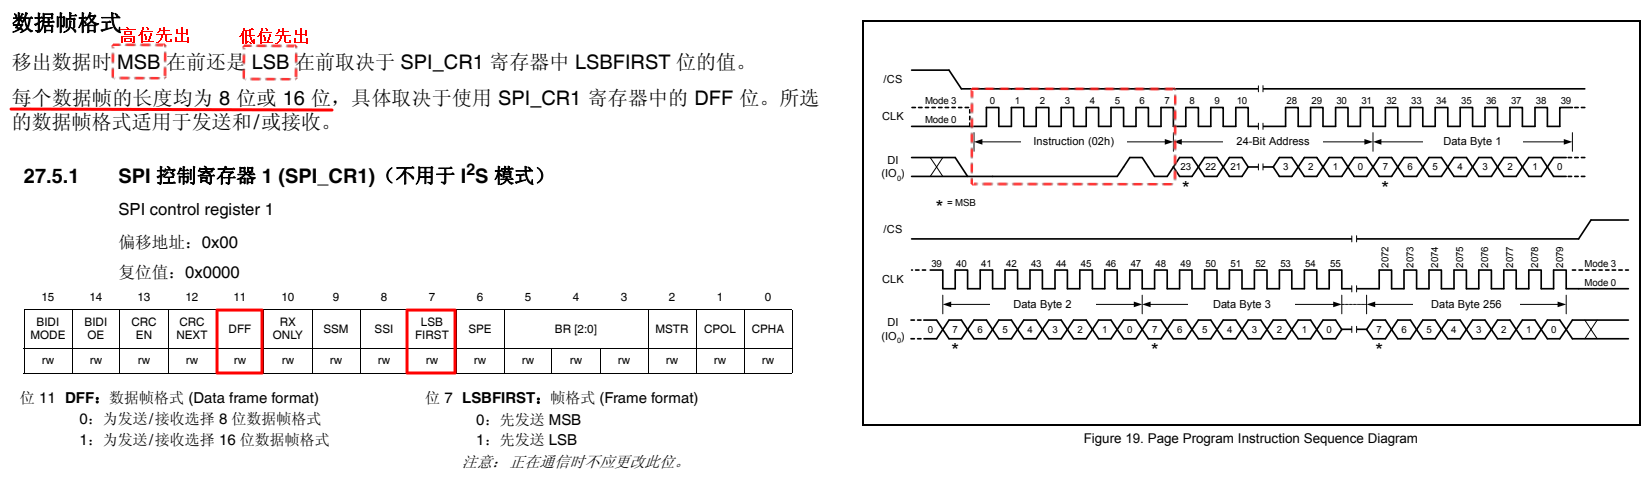 数据帧格式
高位先出 低位先出
移出数据时 MSB 在前还是 LSB 在前取决于 SPI_CR1 寄存器中 LSBFIRST 位的值。
每个数据帧的长度均为 8 位或 16 位，具体取决于使用 SPI_CR1 寄存器中的 DFF 位。所选
的数据帧格式适用于发送和/或接收。
27.5.1 SPI 控制寄存器 1 (SPI_CR1)（不用于 I²S 模式）
SPI control register 1
偏移地址：0x00
复位值：0x0000
15 14 13 12 11 10 9 8 7 6 5 4 3 2 1 0
BIDI MODE BIDI OE CRC EN CRC NEXT DFF RX ONLY SSM SSI LSB FIRST SPE BR [2:0] MSTR CPOL CPHA
rw rw rw rw rw rw rw rw rw rw rw rw rw rw rw rw
位 11 DFF：数据帧格式 (Data frame format)
0：为发送/接收选择 8 位数据帧格式
1：为发送/接收选择 16 位数据帧格式
位 7 LSBFIRST：帧格式 (Frame format)
0：先发送 MSB
1：先发送 LSB
注意：正在通信时不应更改此位。
/CS
Mode 3 0 1 2 3 4 5 6 7 8 9 10 28 29 30 31 32 33 34 35 36 37 38 39
CLK Mode 0
Instruction (02h) 24-Bit Address Data Byte 1
DI (IO₀) 23 22 21 3 2 1 0 7 6 5 4 3 2 1 0
* *
* = MSB
/CS
39 40 41 42 43 44 45 46 47 48 49 50 51 52 53 54 55 2072 2073 2074 2075 2076 2077 2078 2079 Mode 3
CLK Mode 0
Data Byte 2 Data Byte 3 Data Byte 256
DI (IO₀) 0 7 6 5 4 3 2 1 0 7 6 5 4 3 2 1 0 7 6 5 4 3 2 1 0
* * *
Figure 19. Page Program Instruction Sequence Diagram